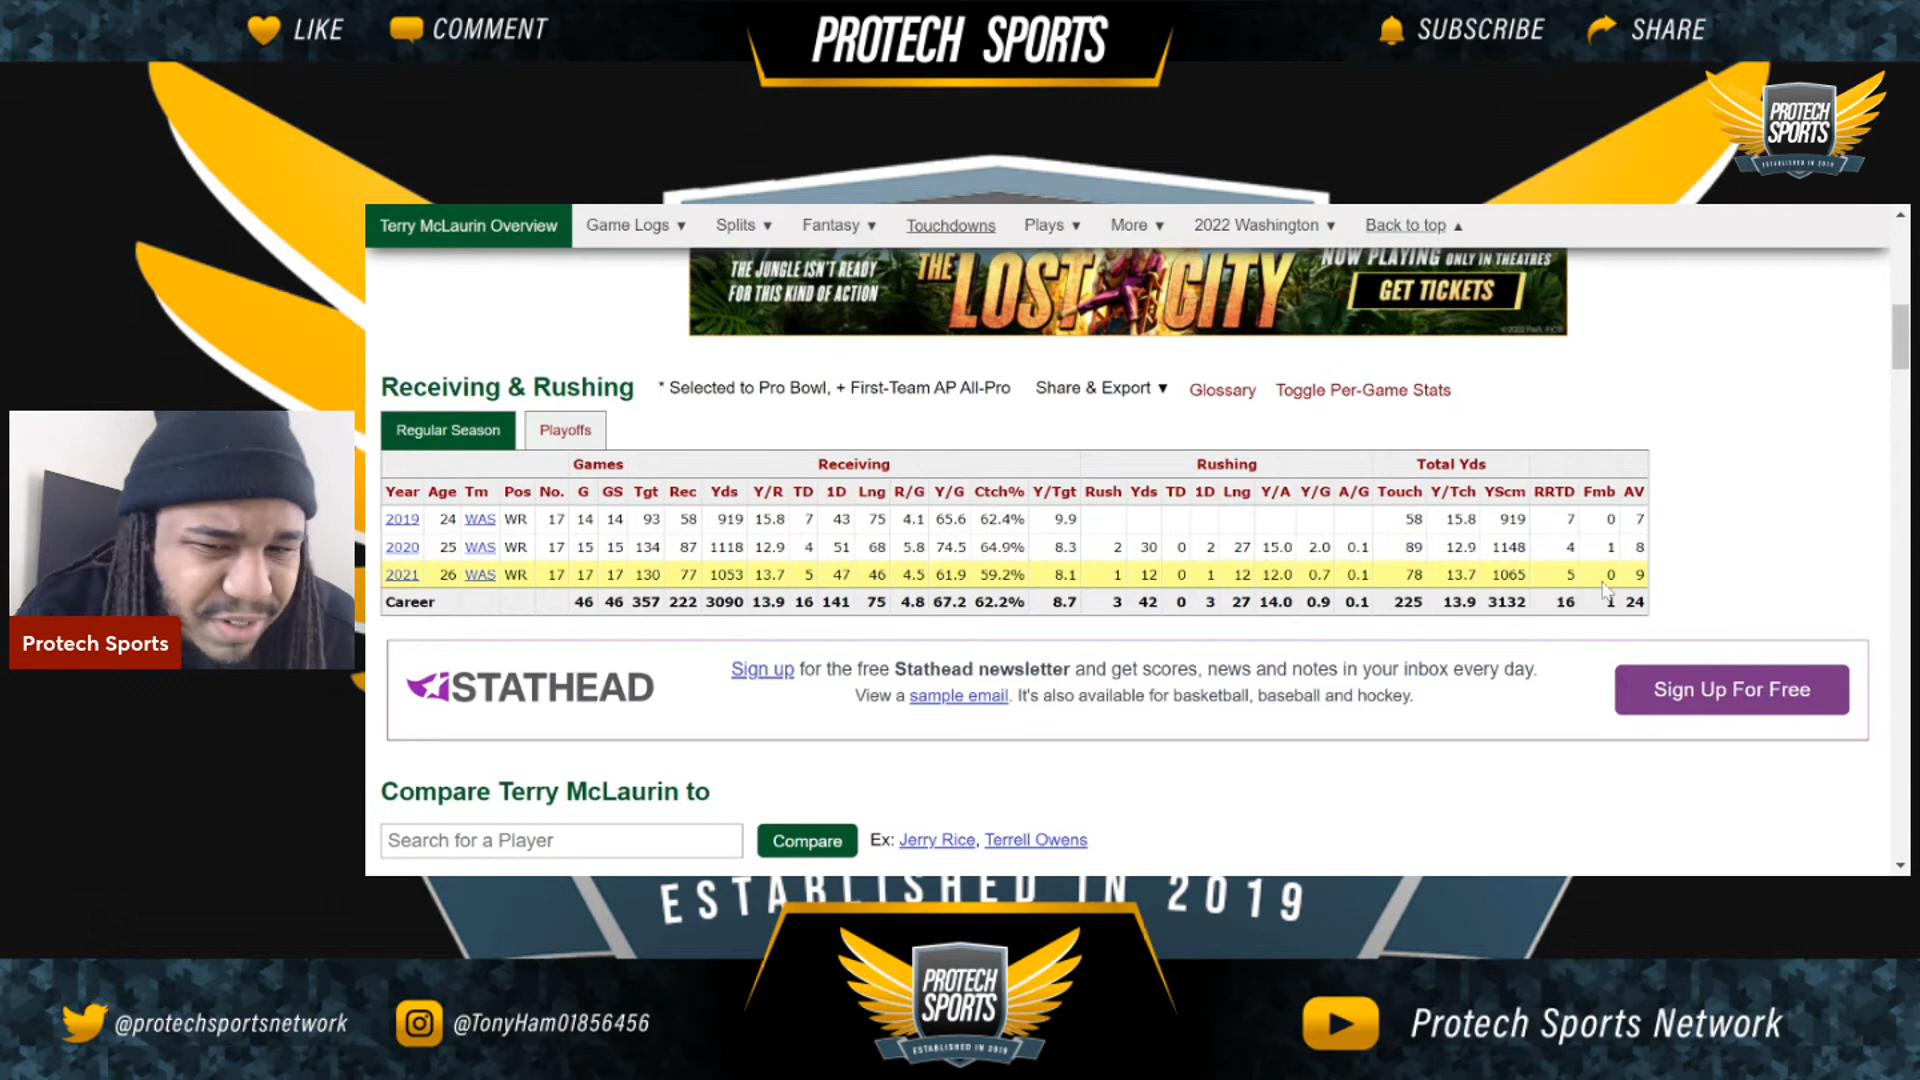 LIKE
COMMENT
PROTECH SPORTS
SUBSCRIBE
SHARE
PROTECH
SPORTS
ESTABLISHED IN 2019
Terry McLaurin Overview Game Logs ▼ Splits ▼ Fantasy ▼ Touchdowns Plays ▼ More ▼ 2022 Washington ▼ Back to top ▲
THE JUNGLE ISN'T READY
FOR THIS KIND OF ACTION
THE LOST CITY
NOW PLAYING ONLY IN THEATRES
GET TICKETS
Receiving & Rushing * Selected to Pro Bowl, + First-Team AP All-Pro Share & Export ▼ Glossary Toggle Per-Game Stats
Regular Season Playoffs
Games Receiving Rushing Total Yds
Year Age Tm Pos No. G GS Tgt Rec Yds Y/R TD 1D Lng R/G Y/G Ctch% Y/Tgt Rush Yds TD 1D Lng Y/A Y/G A/G Touch Y/Tch YScm RRTD Fmb AV
2019 24 WAS WR 17 14 14 93 58 919 15.8 7 43 75 4.1 65.6 62.4% 9.9 58 15.8 919 7 0 7
2020 25 WAS WR 17 15 15 134 87 1118 12.9 4 51 68 5.8 74.5 64.9% 8.3 2 30 0 2 27 15.0 2.0 0.1 89 12.9 1148 4 1 8
2021 26 WAS WR 17 17 17 130 77 1053 13.7 5 47 46 4.5 61.9 59.2% 8.1 1 12 0 1 12 12.0 0.7 0.1 78 13.7 1065 5 0 9
Career 46 46 357 222 3090 13.9 16 141 75 4.8 67.2 62.2% 8.7 3 42 0 3 27 14.0 0.9 0.1 225 13.9 3132 16 1 24
Protech Sports
STATHEAD
Sign up for the free Stathead newsletter and get scores, news and notes in your inbox every day.
View a sample email. It's also available for basketball, baseball and hockey.
Sign Up For Free
Compare Terry McLaurin to
Search for a Player Compare Ex: Jerry Rice, Terrell Owens
ESTABLISHED IN 2019
PROTECH
SPORTS
ESTABLISHED IN 2019
@protechsportsnetwork
@TonyHam01856456
Protech Sports Network